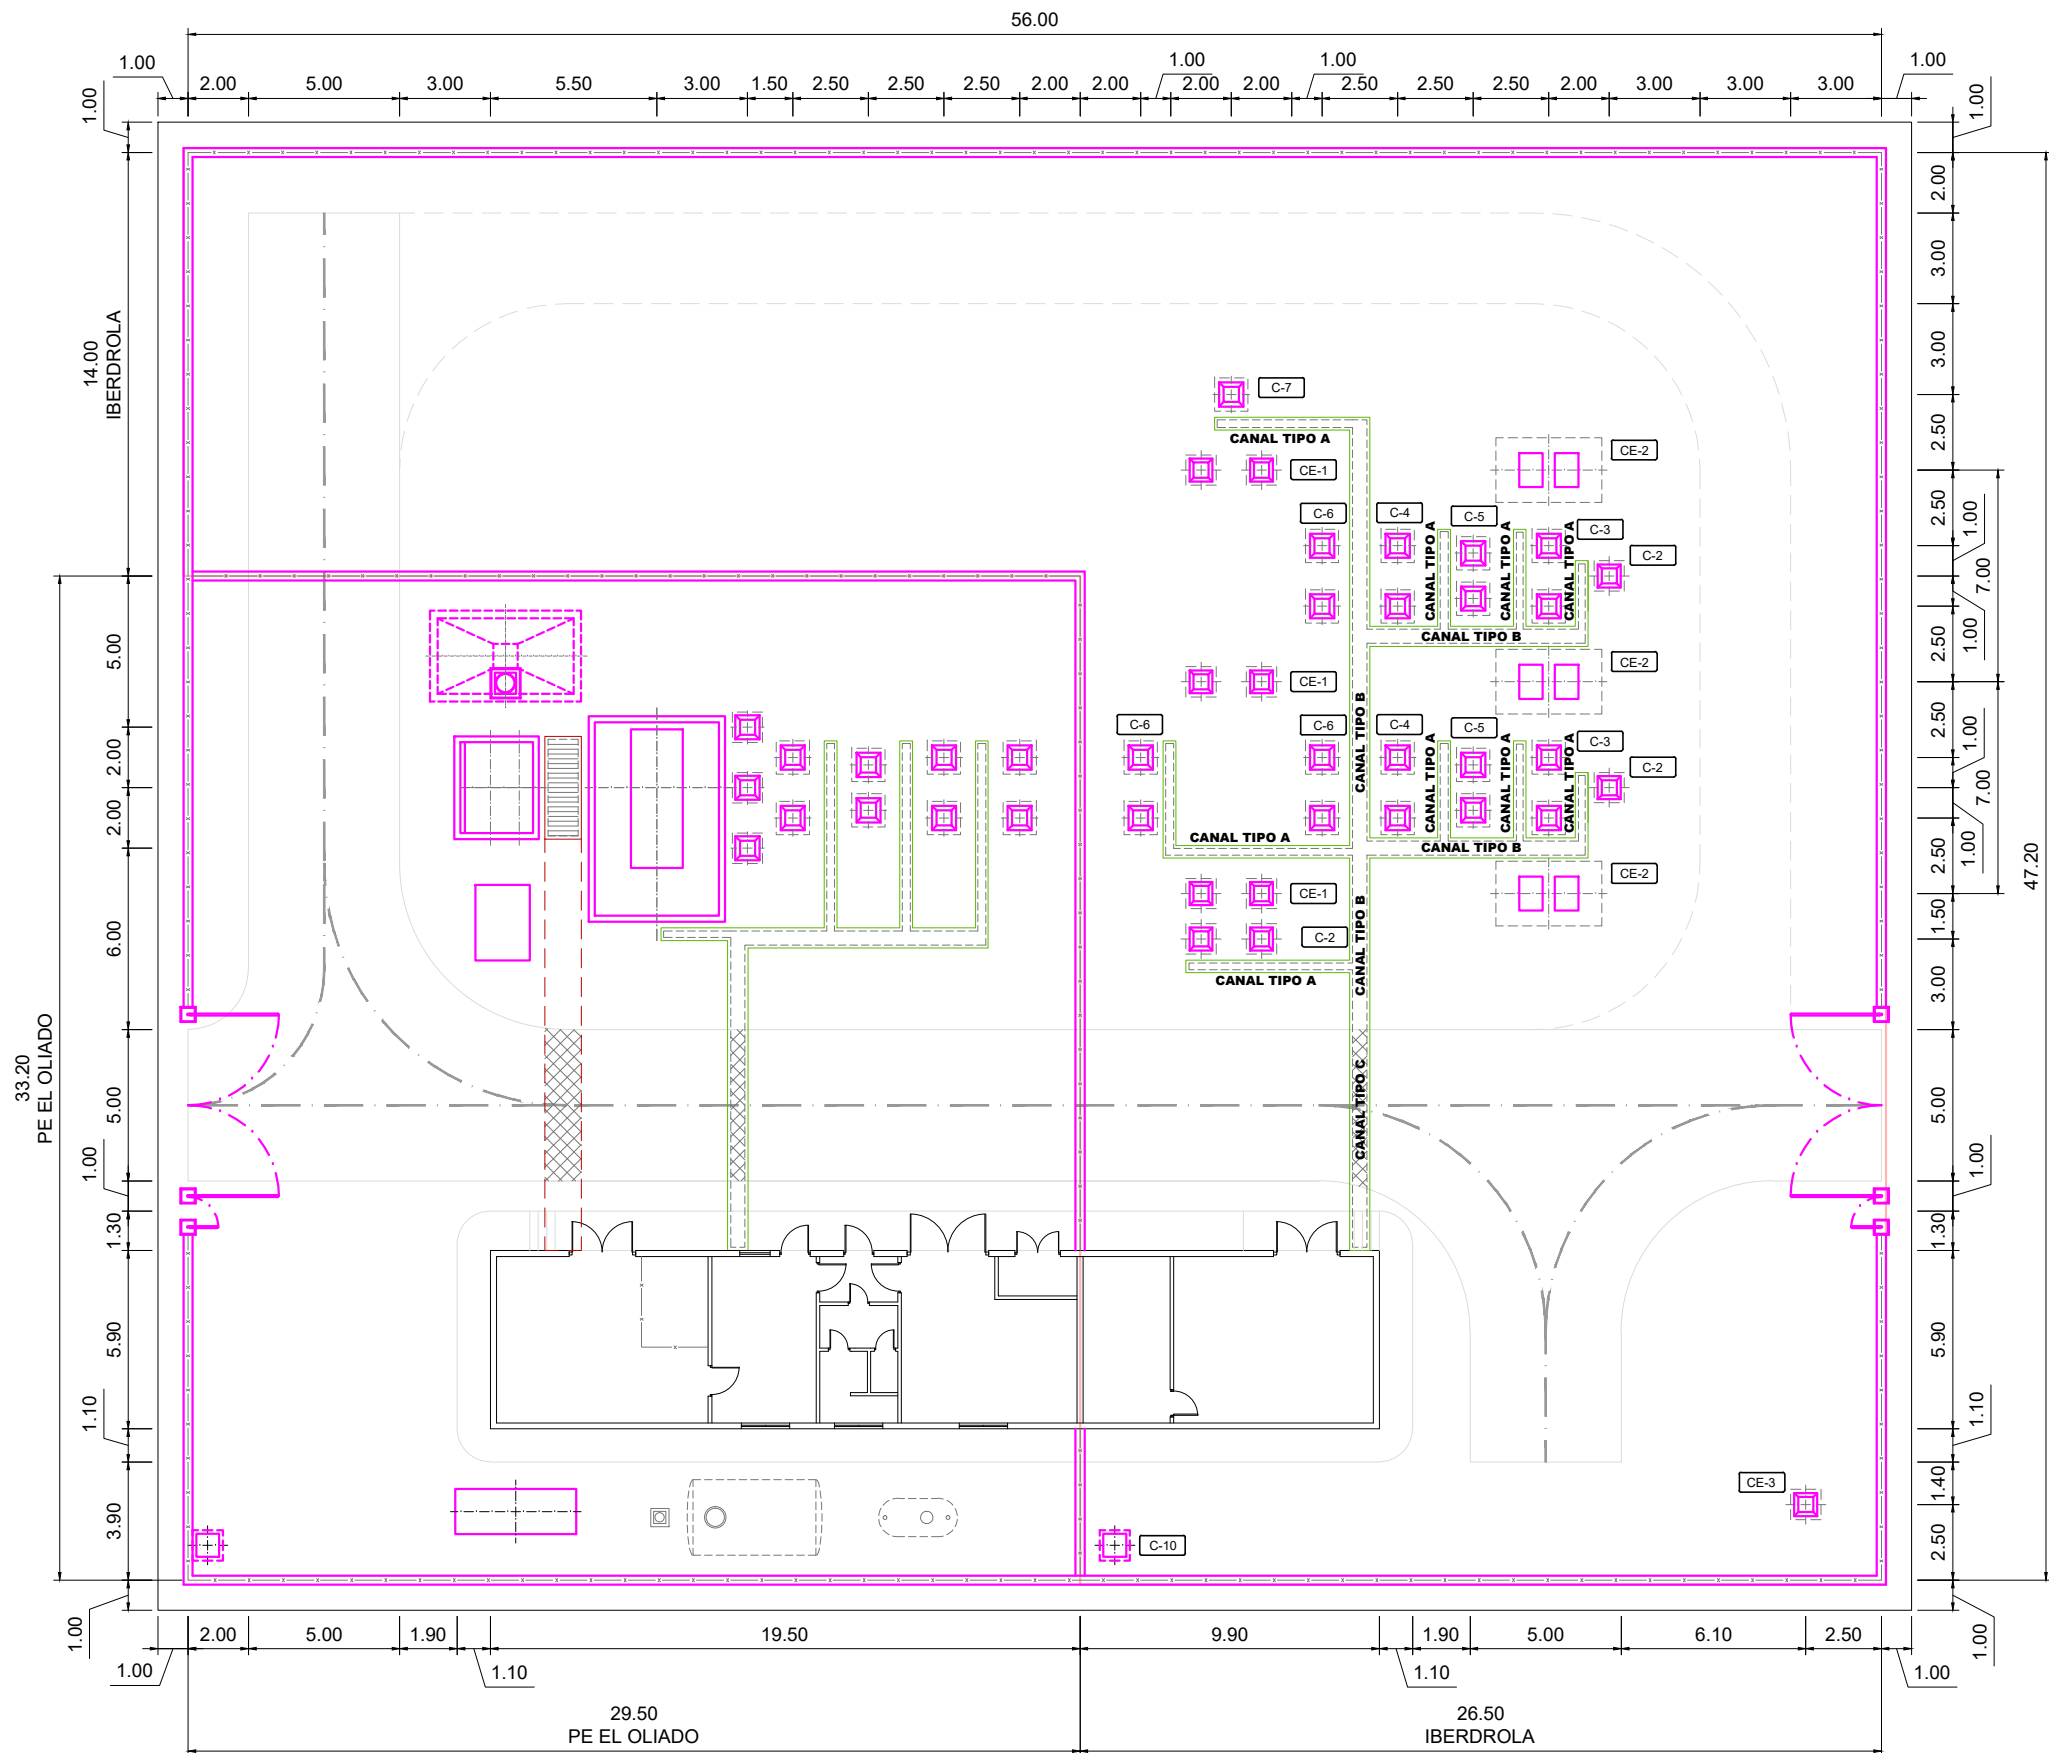 56.00
1.00
1.00
1.00
1.00
2.00
5.00
3.00
5.50
3.00
1.50
2.50
2.50
2.50
2.00
2.00
2.00
2.00
2.50
2.50
2.50
2.00
3.00
3.00
3.00
1.00
1.00
2.00
3.00
3.00
2.50
2.50
1.00
7.00
1.00
2.50
2.50
1.00
7.00
1.00
2.50
1.50
3.00
47.20
5.00
1.00
1.30
5.90
1.10
1.40
2.50
1.00
14.00
IBERDROLA
5.00
2.00
2.00
6.00
33.20
PE EL OLIADO
5.00
1.00
1.30
5.90
1.10
3.90
1.00
C-7
CANAL TIPO A
CE-1
CE-2
C-6
C-4
C-5
C-3
C-2
CANAL TIPO A
CANAL TIPO A
CANAL TIPO A
CANAL TIPO B
CE-1
CE-2
CANAL TIPO B
C-6
C-6
C-4
C-5
C-3
C-2
CANAL TIPO A
CANAL TIPO A
CANAL TIPO A
CANAL TIPO A
CANAL TIPO B
CE-1
CE-2
C-2
CANAL TIPO B
CANAL TIPO A
CANAL TIPO C
CE-3
C-10
2.00
5.00
1.90
19.50
9.90
1.90
5.00
6.10
2.50
1.00
1.10
1.10
1.00
29.50
PE EL OLIADO
26.50
IBERDROLA